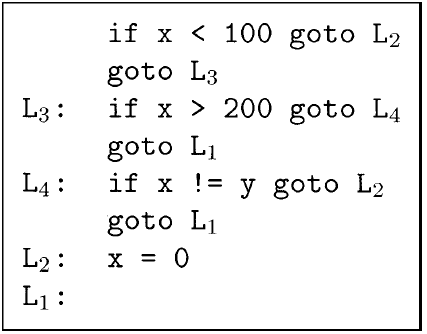 if x < 100 goto L₂
goto L₃
L₃: if x > 200 goto L₄
goto L₁
L₄: if x != y goto L₂
goto L₁
L₂: x = 0
L₁: